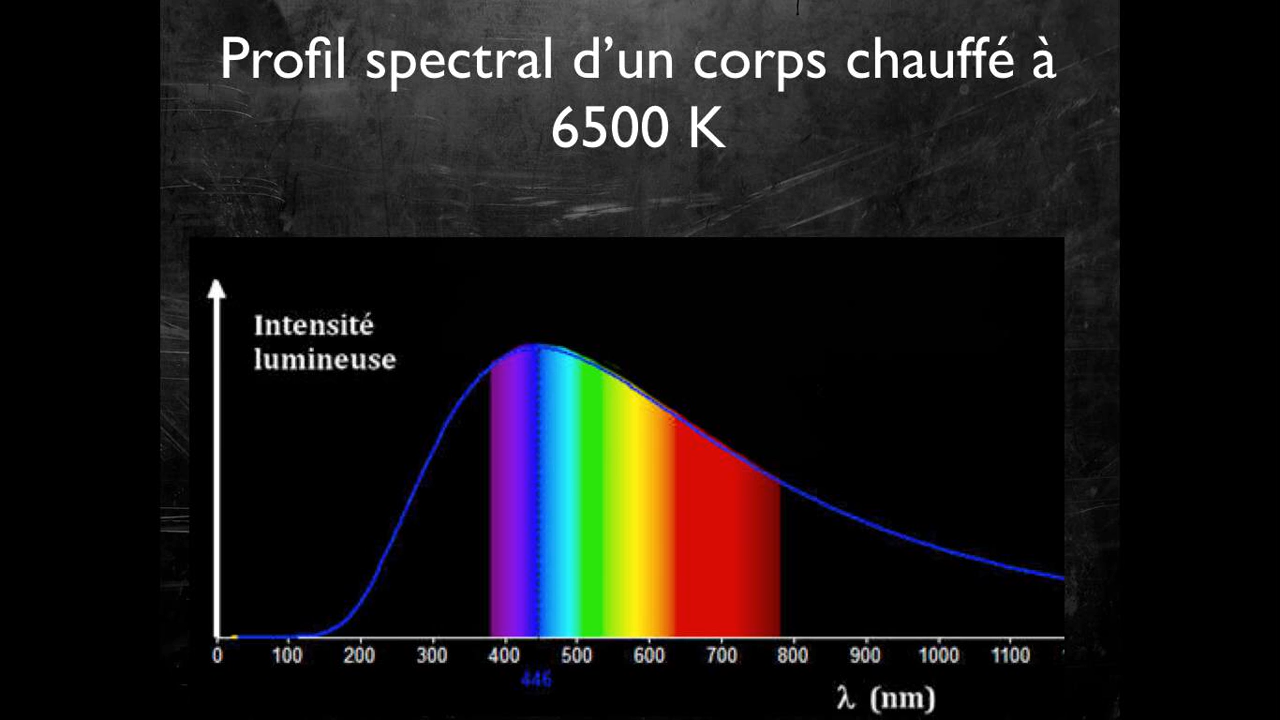 Profil spectral d’un corps chauffé à
6500 K
Intensité
lumineuse
0 100 200 300 400 500 600 700 800 900 1000 1100
446
λ (nm)